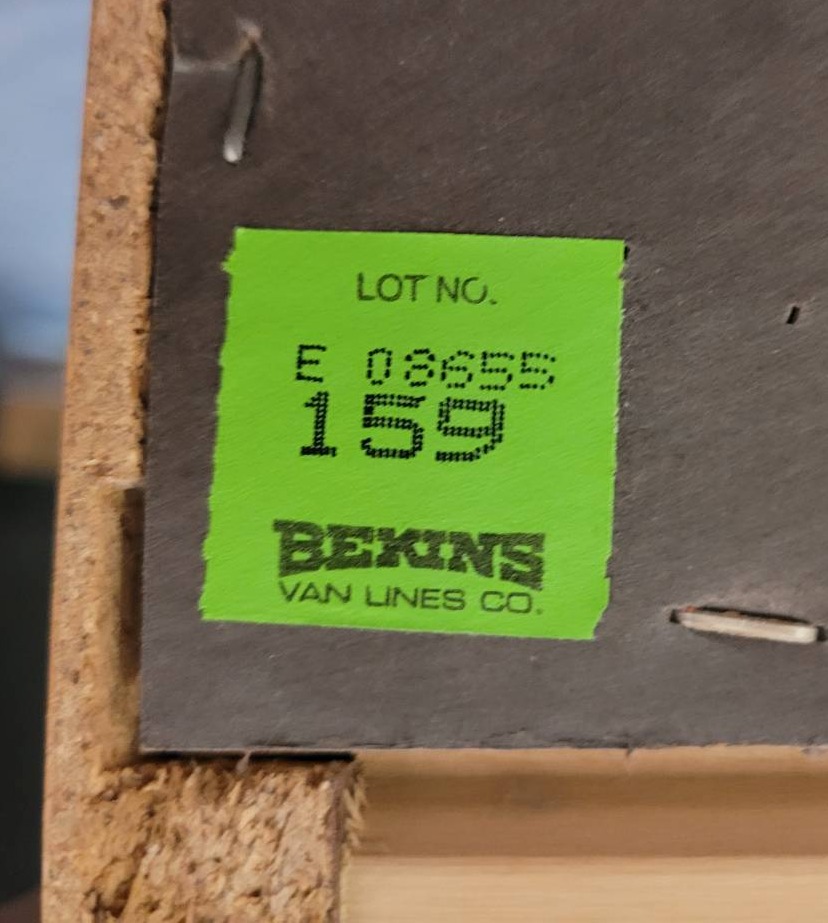 LOT NO.
E 08655
159
BEKINS
VAN LINES CO.